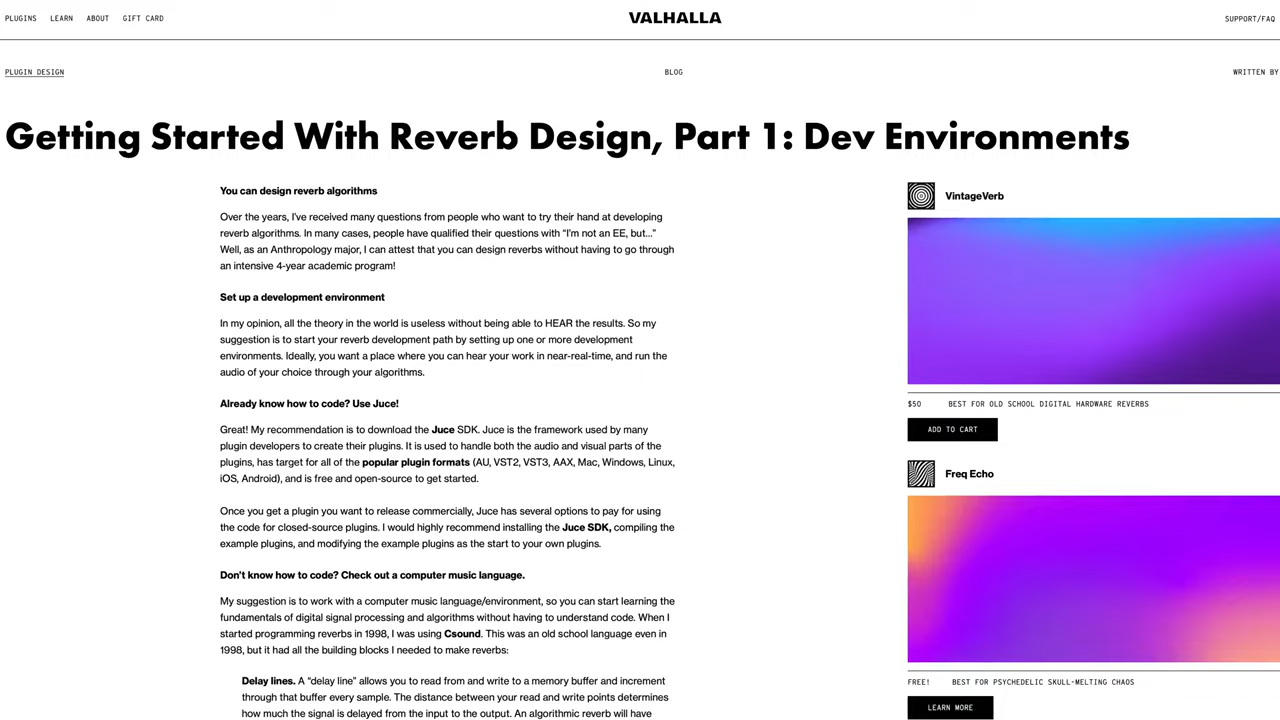 PLUGINS LEARN ABOUT GIFT CARD VALHALLA SUPPORT/FAQ
PLUGIN DESIGN BLOG WRITTEN BY
Getting Started With Reverb Design, Part 1: Dev Environments
You can design reverb algorithms
Over the years, I've received many questions from people who want to try their hand at developing
reverb algorithms. In many cases, people have qualified their questions with “I'm not an EE, but…”
Well, as an Anthropology major, I can attest that you can design reverbs without having to go through
an intensive 4-year academic program!
Set up a development environment
In my opinion, all the theory in the world is useless without being able to HEAR the results. So my
suggestion is to start your reverb development path by setting up one or more development
environments. Ideally, you want a place where you can hear your work in near-real-time, and run the
audio of your choice through your algorithms.
Already know how to code? Use Juce!
Great! My recommendation is to download the Juce SDK. Juce is the framework used by many
plugin developers to create their plugins. It is used to handle both the audio and visual parts of the
plugins, has target for all of the popular plugin formats (AU, VST2, VST3, AAX, Mac, Windows, Linux,
iOS, Android), and is free and open-source to get started.
Once you get a plugin you want to release commercially, Juce has several options to pay for using
the code for closed-source plugins. I would highly recommend installing the Juce SDK, compiling the
example plugins, and modifying the example plugins as the start to your own plugins.
Don't know how to code? Check out a computer music language.
My suggestion is to work with a computer music language/environment, so you can start learning the
fundamentals of digital signal processing and algorithms without having to understand code. When I
started programming reverbs in 1998, I was using Csound. This was an old school language even in
1998, but it had all the building blocks I needed to make reverbs:
Delay lines. A “delay line” allows you to read from and write to a memory buffer and increment
through that buffer every sample. The distance between your read and write points determines
how much the signal is delayed from the input to the output. An algorithmic reverb will have
VintageVerb
$50 BEST FOR OLD SCHOOL DIGITAL HARDWARE REVERBS
ADD TO CART
Freq Echo
FREE! BEST FOR PSYCHEDELIC SKULL-MELTING CHAOS
LEARN MORE